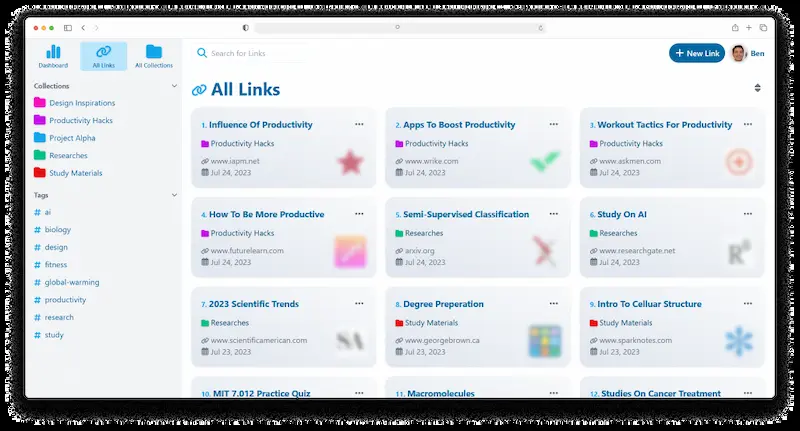 Dashboard
All Links
All Collections
Search for Links
New Link
Ben
Collections
Design Inspirations
Productivity Hacks
Project Alpha
Researches
Study Materials
Tags
# ai
# biology
# design
# fitness
# global-warming
# productivity
# research
# study
All Links
1. Influence Of Productivity
Productivity Hacks
www.iapm.net
Jul 24, 2023
2. Apps To Boost Productivity
Productivity Hacks
www.wrike.com
Jul 24, 2023
3. Workout Tactics For Productivity
Productivity Hacks
www.askmen.com
Jul 24, 2023
4. How To Be More Productive
Productivity Hacks
www.futurelearn.com
Jul 24, 2023
5. Semi-Supervised Classification
Researches
arxiv.org
Jul 24, 2023
6. Study On AI
Researches
www.researchgate.net
Jul 24, 2023
R
7. 2023 Scientific Trends
Researches
www.scientificamerican.com
Jul 23, 2023
SA
8. Degree Preperation
Study Materials
www.georgebrown.ca
Jul 23, 2023
9. Intro To Celluar Structure
Study Materials
www.sparknotes.com
Jul 23, 2023
10. MIT 7.012 Practice Quiz
11. Macromolecules
12. Studies On Cancer Treatment